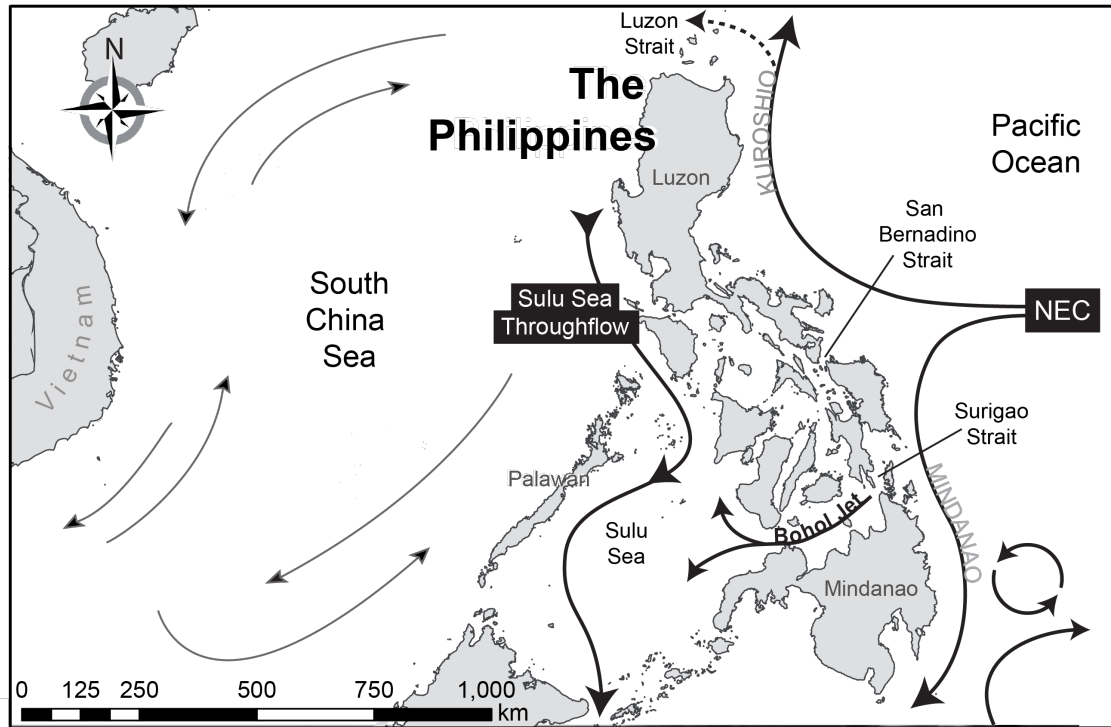 N
Luzon
Strait
The
Philippines
KUROSHIO
Pacific
Ocean
Luzon
San
Bernadino
Strait
South
China
Sea
Sulu Sea
Throughflow
NEC
Vietnam
Surigao
Strait
Palawan
MINDANAO
Bohol Jet
Sulu
Sea
Mindanao
0 125 250 500 750 1,000
km